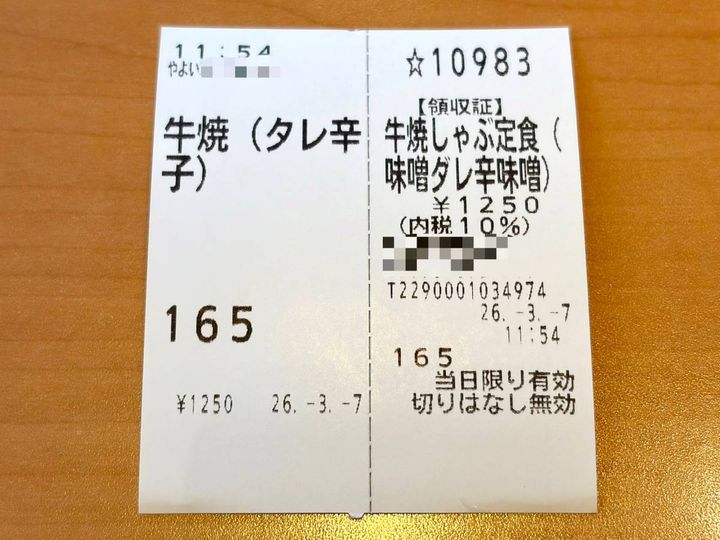 11:54
やよい
牛焼(タレ辛
子)
165
¥1250 26.-3.-7
☆10983
【領収証】
牛焼しゃぶ定食(
味噌ダレ辛味噌)
¥1250
(内税10%)
T2290001034974
26.-3.-7
11:54
165
当日限り有効
切りはなし無効